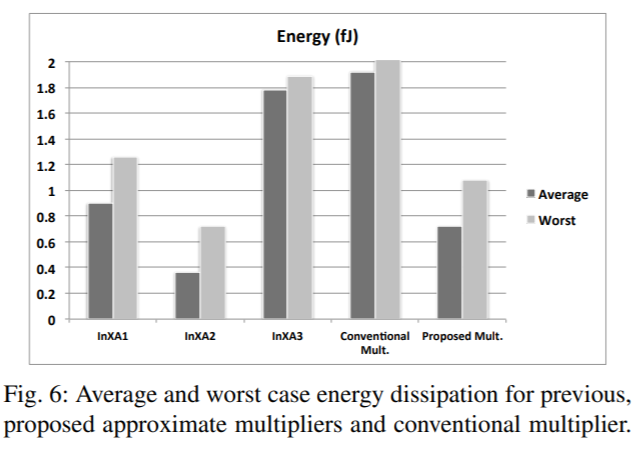 Energy (fJ)
2
1.8
1.6
1.4
1.2
1
0.8
0.6
0.4
0.2
0
InXA1
InXA2
InXA3
Conventional
Mult.
Proposed Mult.
Average
Worst
Fig. 6: Average and worst case energy dissipation for previous,
proposed approximate multipliers and conventional multiplier.